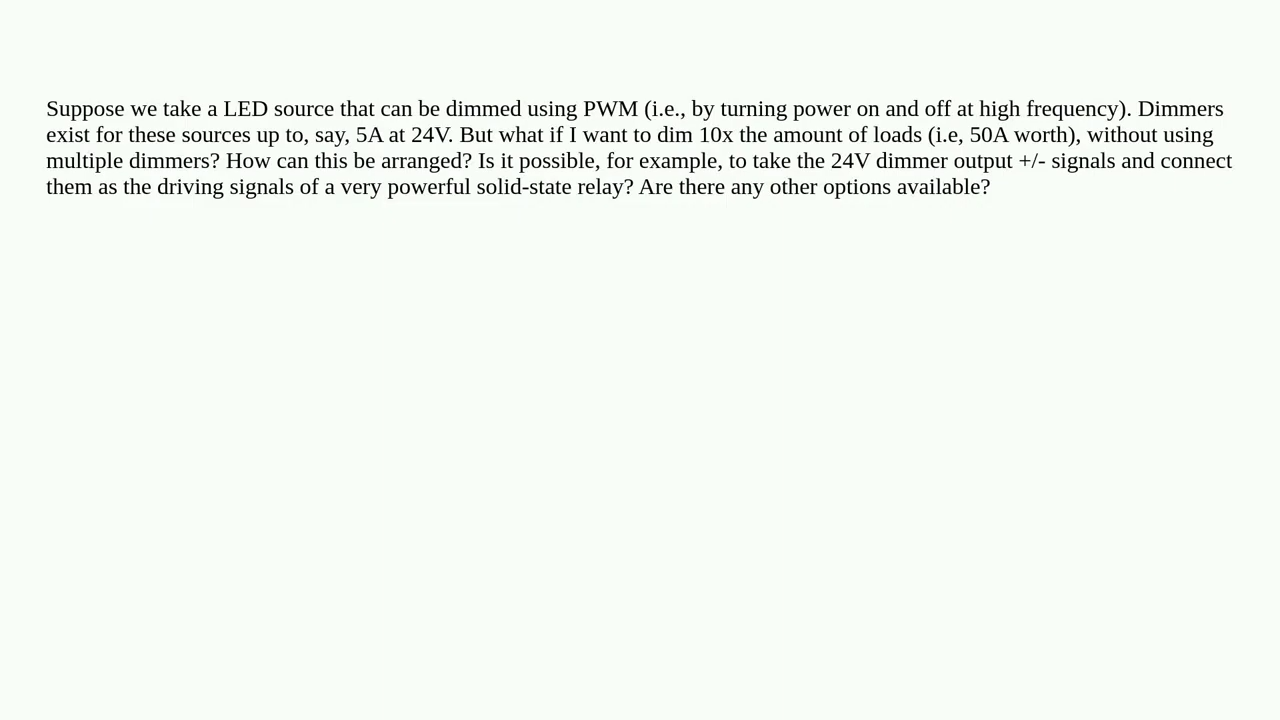 Suppose we take a LED source that can be dimmed using PWM (i.e., by turning power on and off at high frequency). Dimmers
exist for these sources up to, say, 5A at 24V. But what if I want to dim 10x the amount of loads (i.e, 50A worth), without using
multiple dimmers? How can this be arranged? Is it possible, for example, to take the 24V dimmer output +/- signals and connect
them as the driving signals of a very powerful solid-state relay? Are there any other options available?